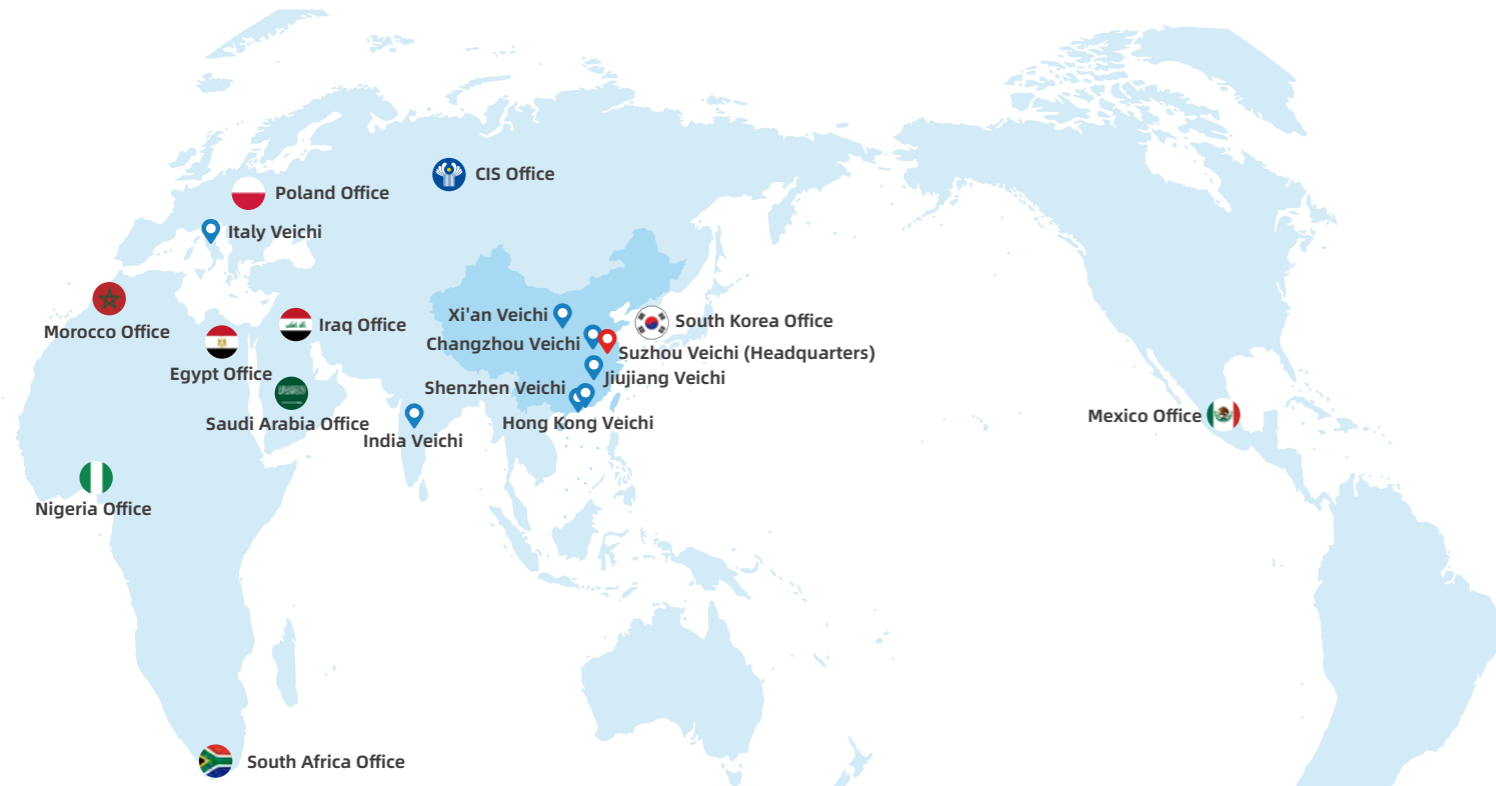 CIS Office
Poland Office
Italy Veichi
Morocco Office
Iraq Office
Egypt Office
Saudi Arabia Office
India Veichi
Nigeria Office
South Africa Office
Xi'an Veichi
Changzhou Veichi
South Korea Office
Suzhou Veichi (Headquarters)
Jiujiang Veichi
Shenzhen Veichi
Hong Kong Veichi
Mexico Office